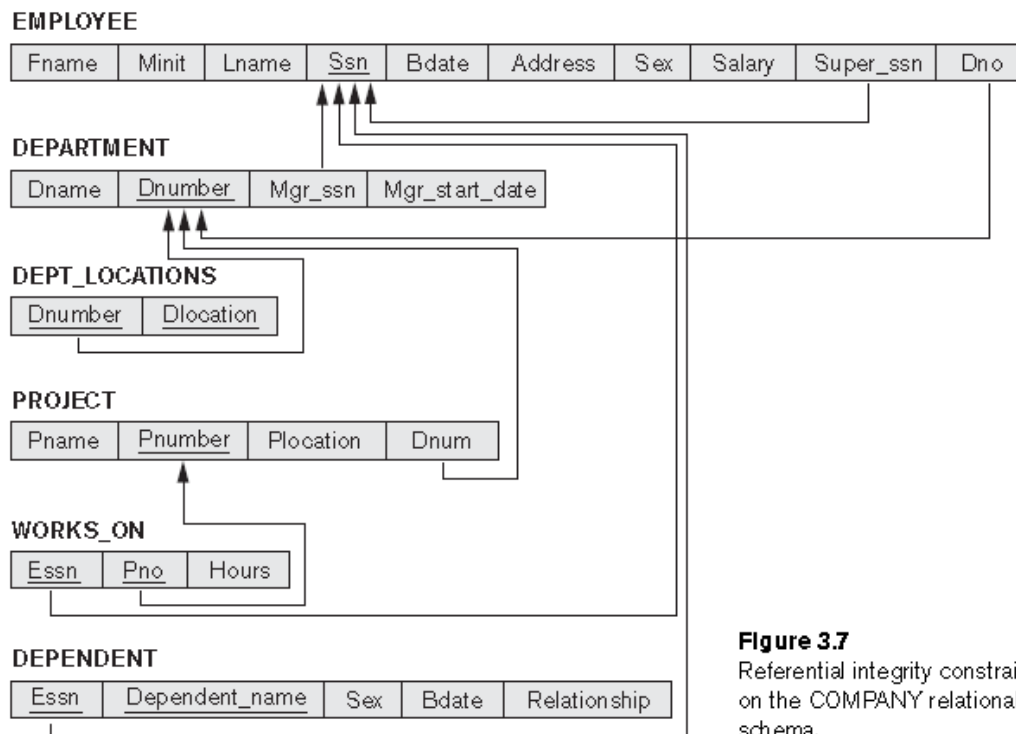 EMPLOYEE
Fname Minit Lname Ssn Bdate Address Sex Salary Super_ssn Dno
DEPARTMENT
Dname Dnumber Mgr_ssn Mgr_start_date
DEPT_LOCATIONS
Dnumber Dlocation
PROJECT
Pname Pnumber Plocation Dnum
WORKS_ON
Essn Pno Hours
DEPENDENT
Essn Dependent_name Sex Bdate Relationship
Figure 3.7
Referential integrity constrai
on the COMPANY relational
schema